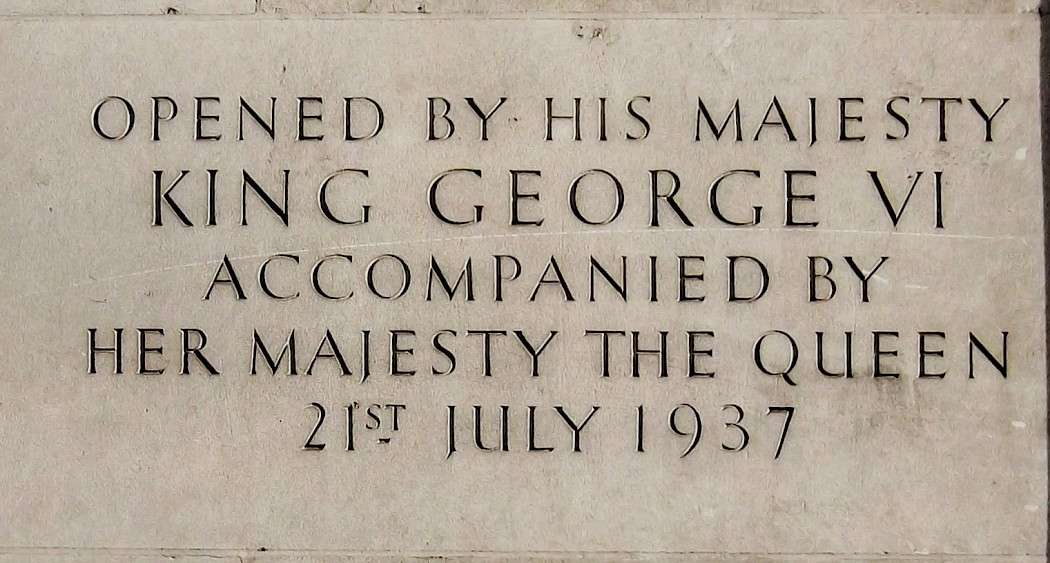 OPENED BY HIS MAJESTY
KING GEORGE VI
ACCOMPANIED BY
HER MAJESTY THE QUEEN
21ST JULY 1937